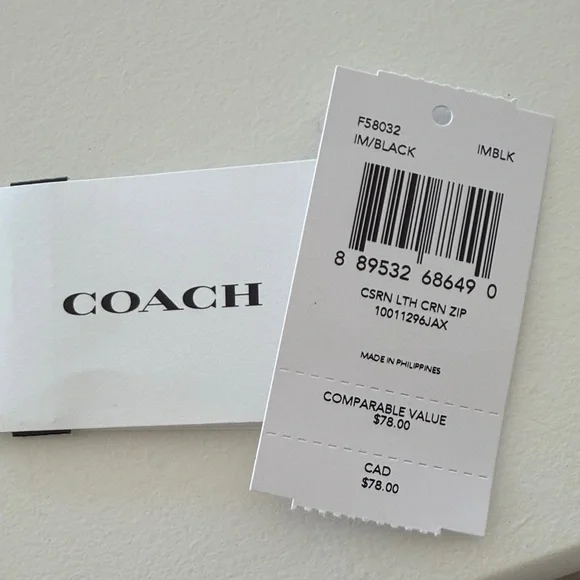 COACH
F58032
IM/BLACK IMBLK
8 89532 68649 0
CSRN LTH CRN ZIP
10011296JAX
MADE IN PHILIPPINES
COMPARABLE VALUE
$78.00
CAD
$78.00